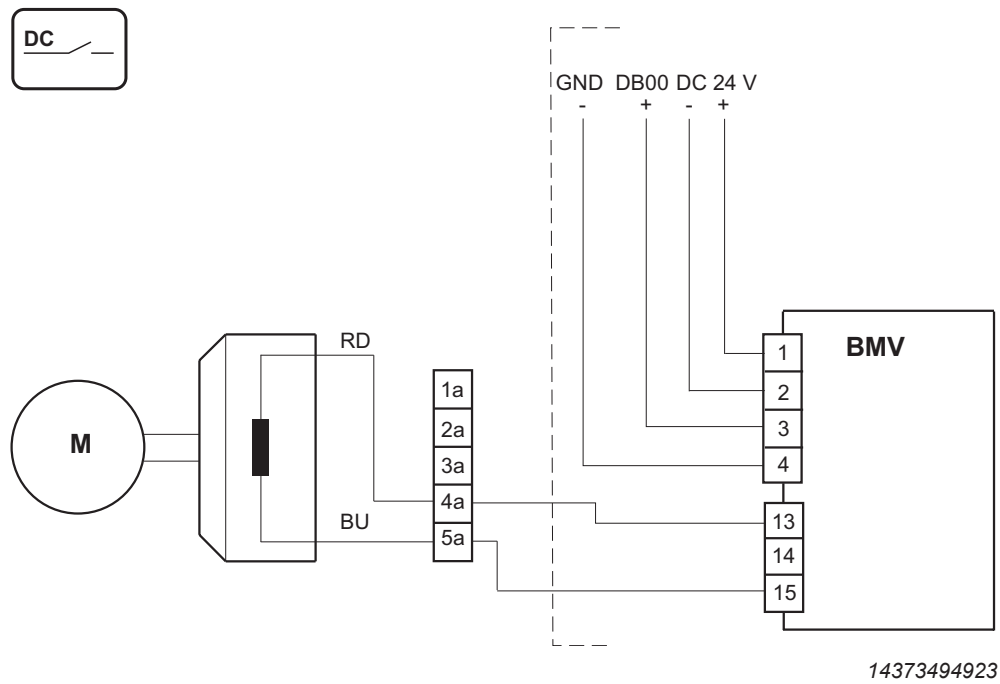 DC
GND DB00 DC 24 V
- + - +
BMV
1
2
3
4
13
14
15
RD
BU
1a
2a
3a
4a
5a
M
14373494923